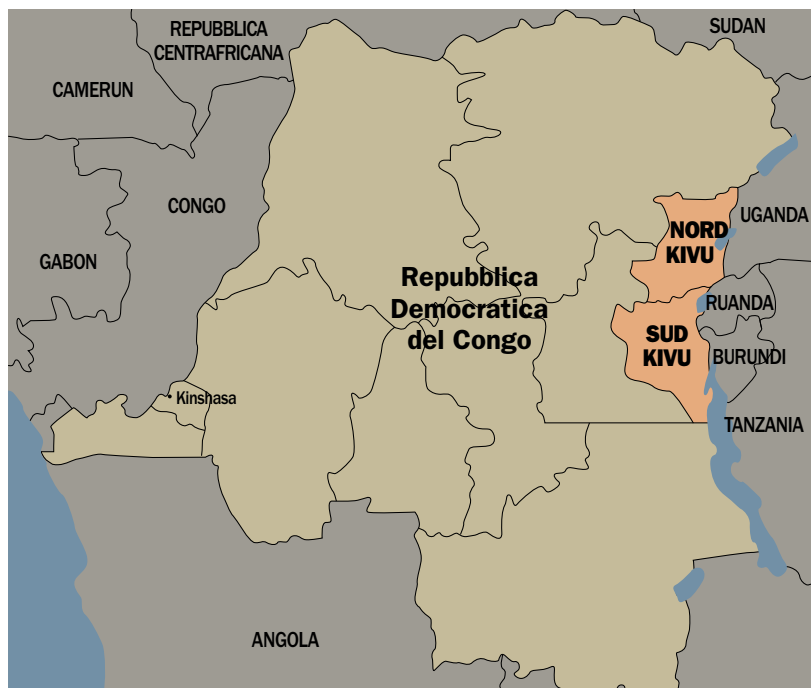 REPUBBLICA
CENTRAFRICANA
SUDAN
CAMERUN
CONGO
UGANDA
NORD
KIVU
GABON
Repubblica
Democratica
del Congo
RUANDA
SUD
KIVU
BURUNDI
Kinshasa
TANZANIA
ANGOLA